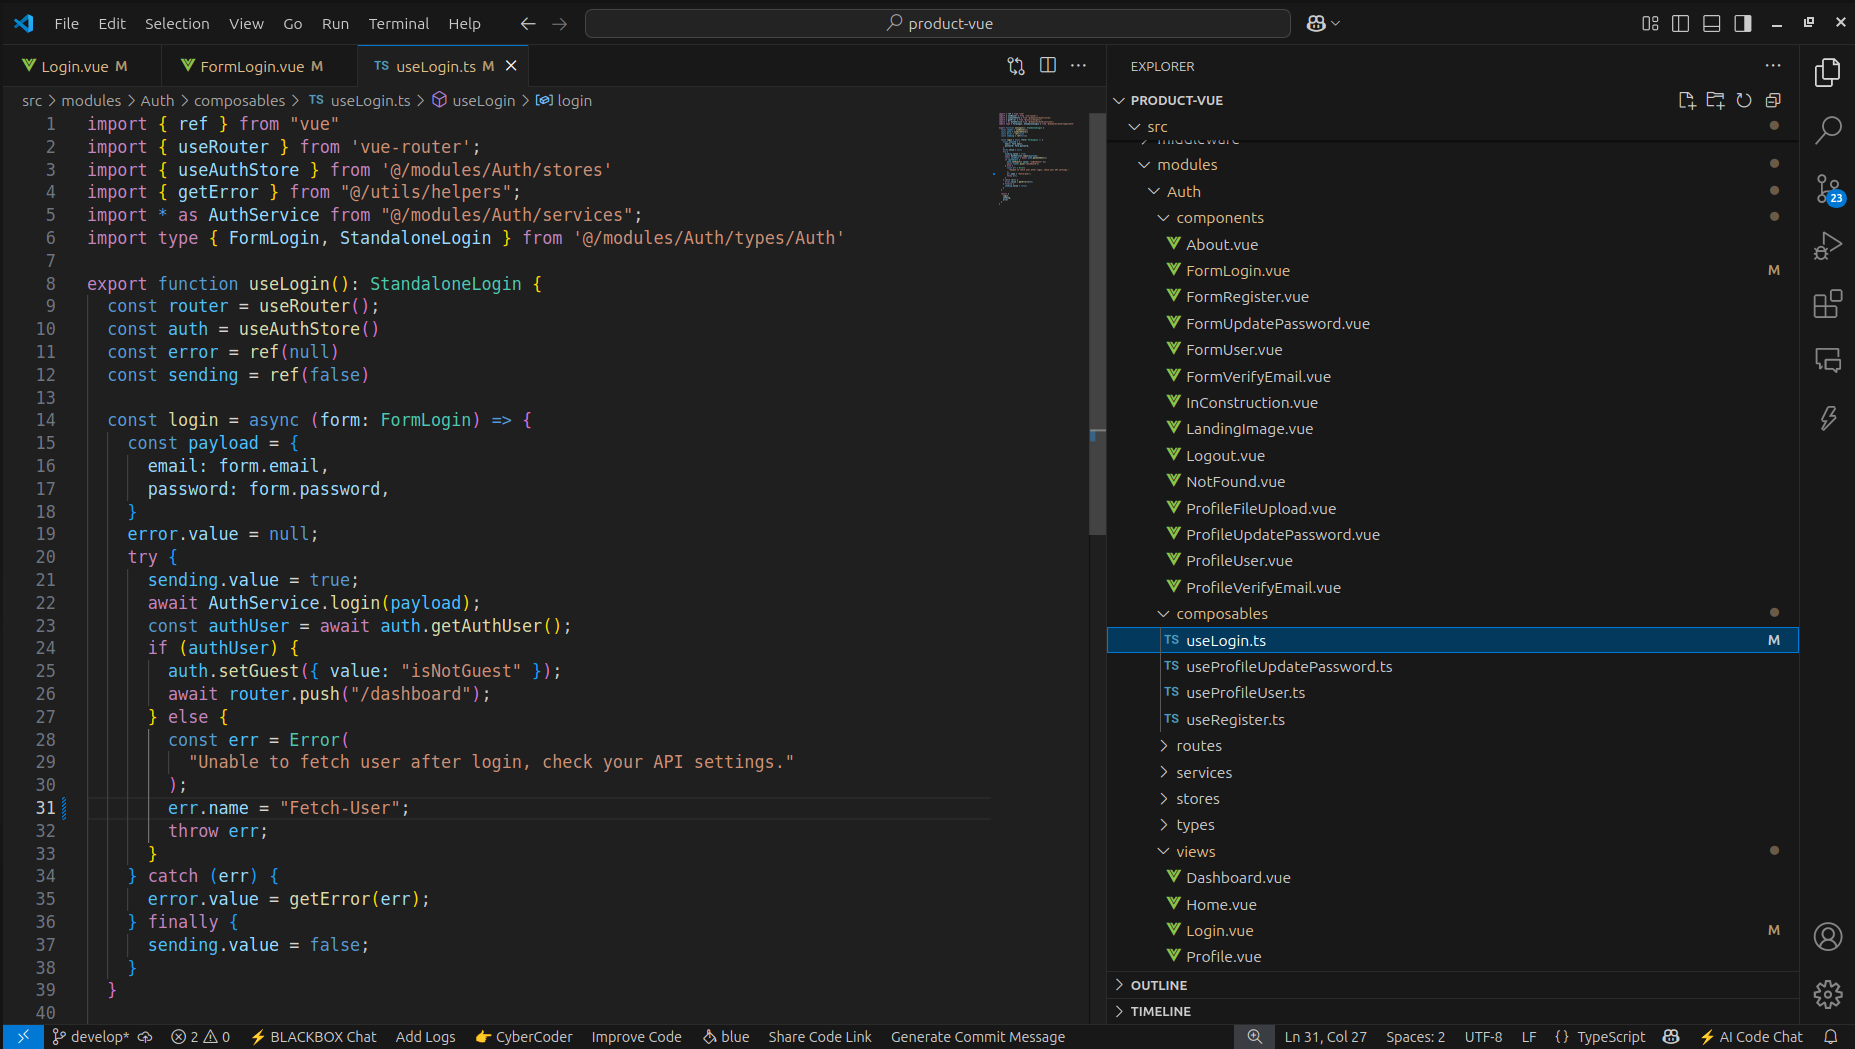 File Edit Selection View Go Run Terminal Help
product-vue
Login.vue M
FormLogin.vue M
TS useLogin.ts M
src > modules > Auth > composables > TS useLogin.ts > useLogin > login
1 import { ref } from "vue"
2 import { useRouter } from 'vue-router';
3 import { useAuthStore } from '@/modules/Auth/stores'
4 import { getError } from "@/utils/helpers";
5 import * as AuthService from "@/modules/Auth/services";
6 import type { FormLogin, StandaloneLogin } from '@/modules/Auth/types/Auth'
7
8 export function useLogin(): StandaloneLogin {
9 const router = useRouter();
10 const auth = useAuthStore()
11 const error = ref(null)
12 const sending = ref(false)
13
14 const login = async (form: FormLogin) => {
15 const payload = {
16 email: form.email,
17 password: form.password,
18 }
19 error.value = null;
20 try {
21 sending.value = true;
22 await AuthService.login(payload);
23 const authUser = await auth.getAuthUser();
24 if (authUser) {
25 auth.setGuest({ value: "isNotGuest" });
26 await router.push("/dashboard");
27 } else {
28 const err = Error(
29 "Unable to fetch user after login, check your API settings."
30 );
31 err.name = "Fetch-User";
32 throw err;
33 }
34 } catch (err) {
35 error.value = getError(err);
36 } finally {
37 sending.value = false;
38 }
39 }
40
EXPLORER
PRODUCT-VUE
src
middleware
modules
Auth
components
About.vue
FormLogin.vue M
FormRegister.vue
FormUpdatePassword.vue
FormUser.vue
FormVerifyEmail.vue
InConstruction.vue
LandingImage.vue
Logout.vue
NotFound.vue
ProfileFileUpload.vue
ProfileUpdatePassword.vue
ProfileUser.vue
ProfileVerifyEmail.vue
composables
TS useLogin.ts M
TS useProfileUpdatePassword.ts
TS useProfileUser.ts
TS useRegister.ts
routes
services
stores
types
views
Dashboard.vue
Home.vue
Login.vue M
Profile.vue
OUTLINE
TIMELINE
23
develop* 2 0 BLACKBOX Chat Add Logs CyberCoder Improve Code blue Share Code Link Generate Commit Message Ln 31, Col 27 Spaces: 2 UTF-8 LF {} TypeScript AI Code Chat